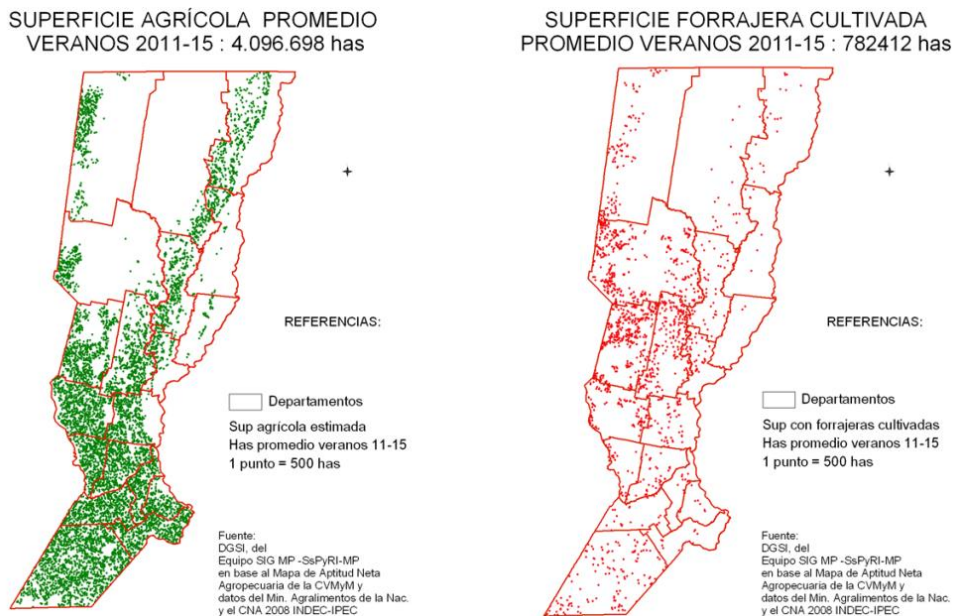 SUPERFICIE AGRÍCOLA PROMEDIO
VERANOS 2011-15 : 4.096.698 has
REFERENCIAS:
Departamentos
Sup agrícola estimada
Has promedio veranos 11-15
1 punto = 500 has
Fuente:
DGSI, del
Equipo SIG MP -SsPyRI-MP
en base al Mapa de Aptitud Neta
Agropecuaria de la CVMyM y
datos del Min. Agralimentos de la Nac.
y el CNA 2008 INDEC-IPEC
SUPERFICIE FORRAJERA CULTIVADA
PROMEDIO VERANOS 2011-15 : 782412 has
REFERENCIAS:
Departamentos
Sup con forrajeras cultivadas
Has promedio veranos 11-15
1 punto = 500 has
Fuente:
DGSI, del
Equipo SIG MP -SsPyRI-MP
en base al Mapa de Aptitud Neta
Agropecuaria de la CVMyM y
datos del Min. Agralimentos de la Nac.
y el CNA 2008 INDEC-IPEC